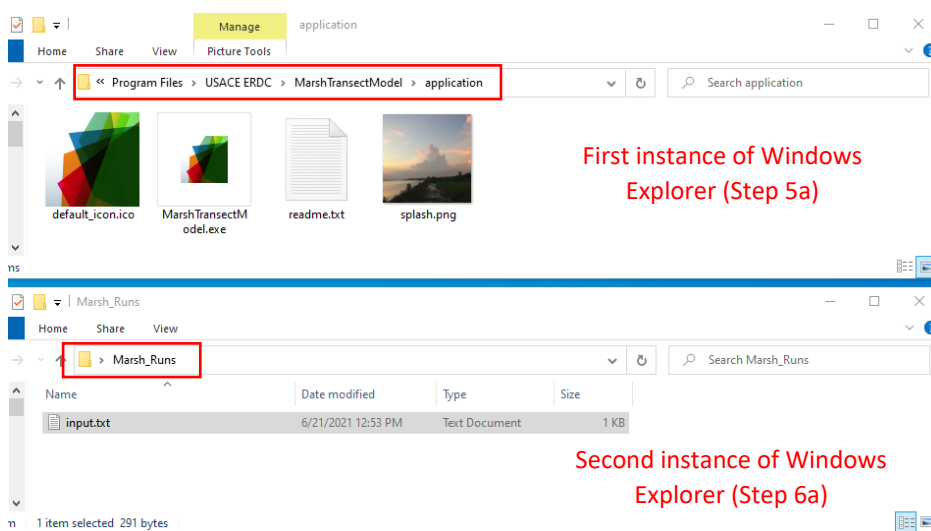 Manage
application
Home
Share
View
Picture Tools
« Program Files › USACE ERDC › MarshTransectModel › application
Search application
default_icon.ico
MarshTransectM
odel.exe
readme.txt
splash.png
First instance of Windows
Explorer (Step 5a)
ms
Marsh_Runs
Home
Share
View
› Marsh_Runs
Search Marsh_Runs
Name
Date modified
Type
Size
input.txt
6/21/2021 12:53 PM
Text Document
1 KB
Second instance of Windows
Explorer (Step 6a)
1 item selected 291 bytes